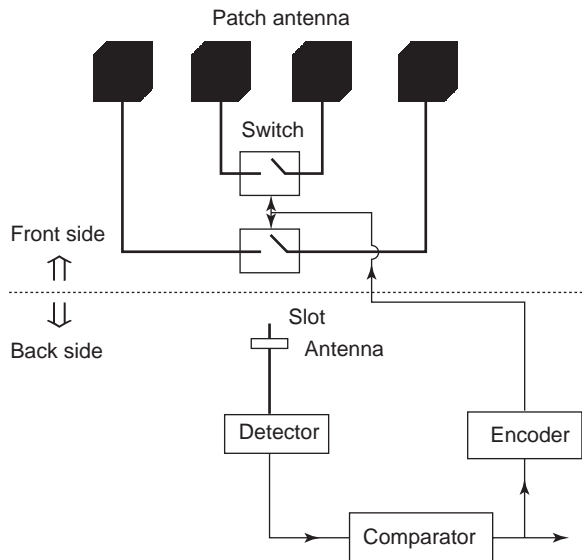 Patch antenna
Switch
Front side
Back side
Slot
Antenna
Detector
Encoder
Comparator